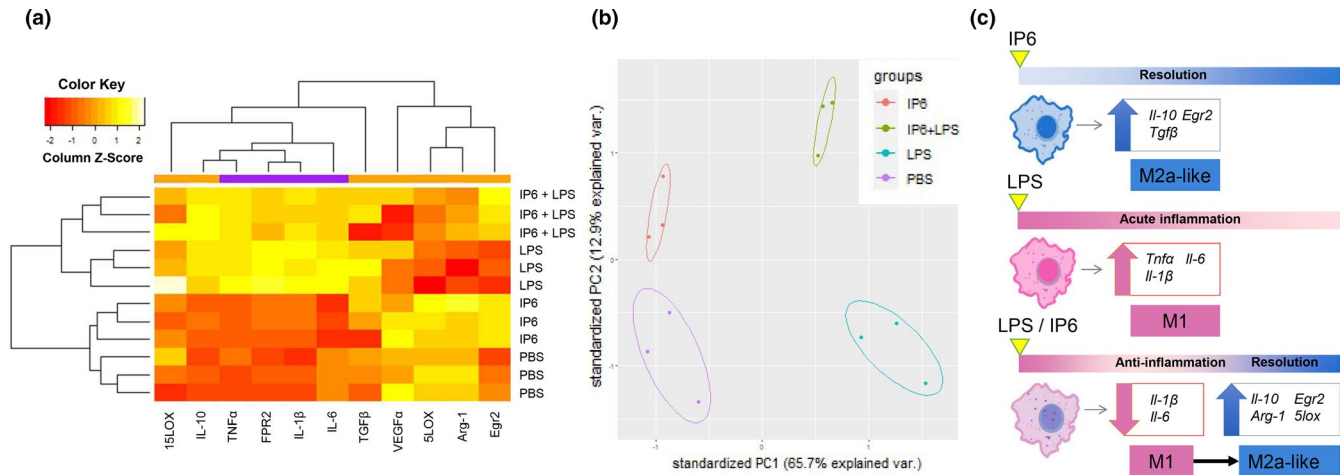 (a)
Color Key
-2 -1 0 1 2
Column Z-Score
IP6 + LPS
IP6 + LPS
IP6 + LPS
LPS
LPS
LPS
IP6
IP6
IP6
PBS
PBS
PBS
15LOX
IL-10
TNFα
FPR2
IL-1β
IL-6
TGFβ
VEGFα
5LOX
Arg-1
Egr2
(b)
groups
IP6
IP6+LPS
LPS
PBS
standardized PC2 (12.9% explained var.)
1
0
-1
-1 0 1
standardized PC1 (65.7% explained var.)
(c)
IP6
Resolution
Il-10 Egr2
Tgfβ
M2a-like
LPS
Acute inflammation
Tnfα Il-6
Il-1β
M1
LPS / IP6
Anti-inflammation Resolution
Il-1β
Il-6
Il-10 Egr2
Arg-1 5lox
M1
M2a-like